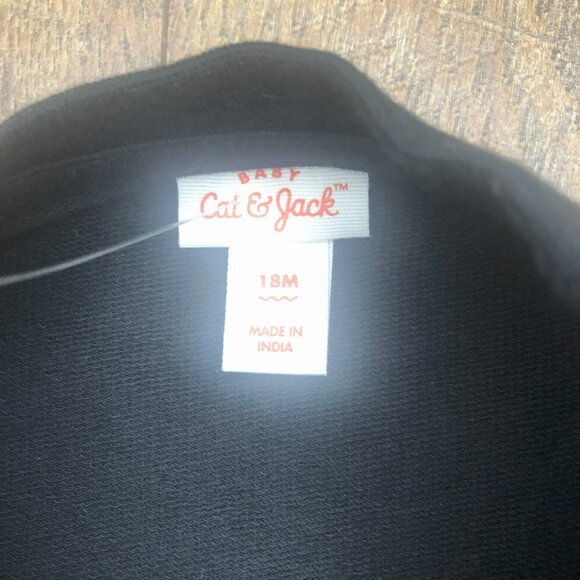 BABY
Cat & Jack™
18M
MADE IN
INDIA